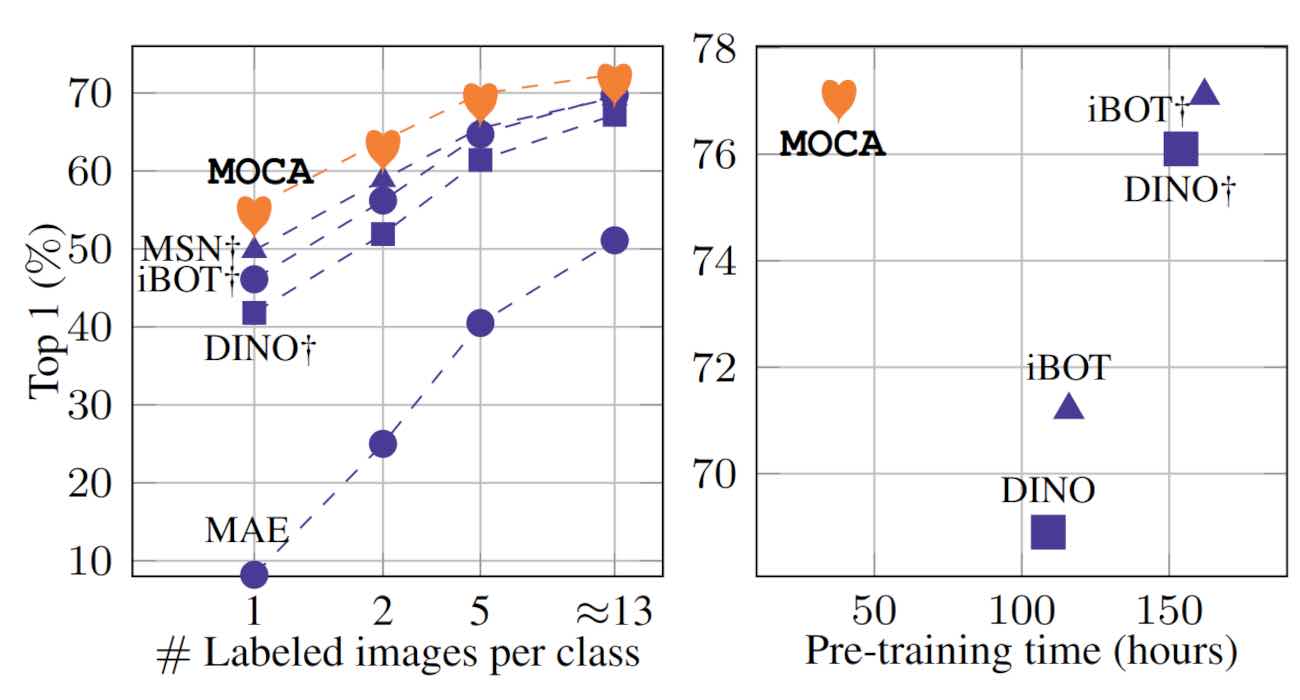 70
60
50
40
30
20
10
Top 1 (%)
MOCA
MSN†
iBOT†
DINO†
MAE
1 2 5 ≈13
# Labeled images per class
78
76
74
72
70
MOCA
iBOT†
DINO†
iBOT
DINO
50 100 150
Pre-training time (hours)